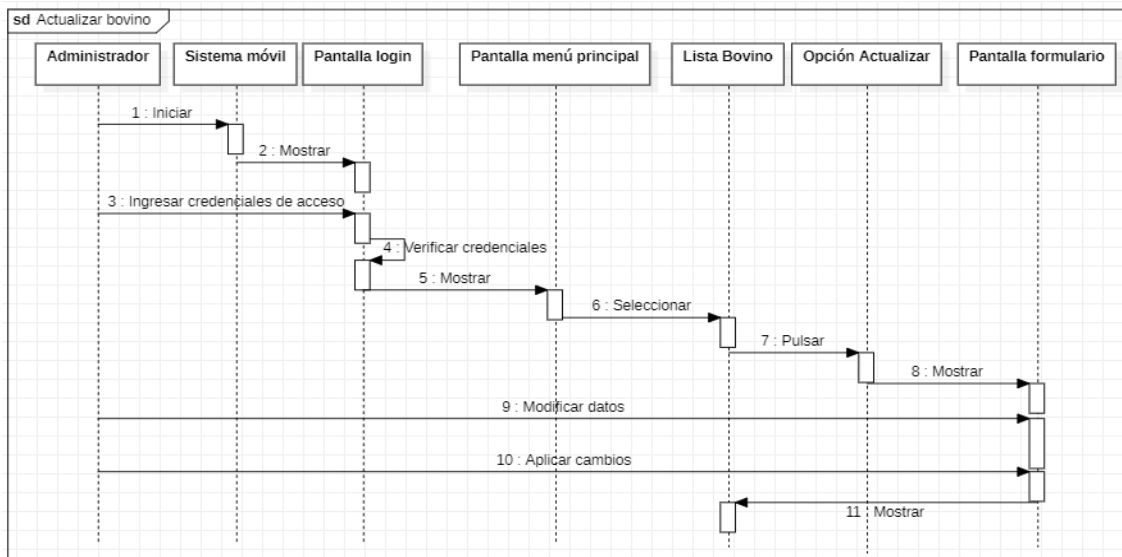 sd Actualizar bovino
Administrador
Sistema móvil
Pantalla login
Pantalla menú principal
Lista Bovino
Opción Actualizar
Pantalla formulario
1 : Iniciar
2 : Mostrar
3 : Ingresar credenciales de acceso
4 : Verificar credenciales
5 : Mostrar
6 : Seleccionar
7 : Pulsar
8 : Mostrar
9 : Modificar datos
10 : Aplicar cambios
11 : Mostrar